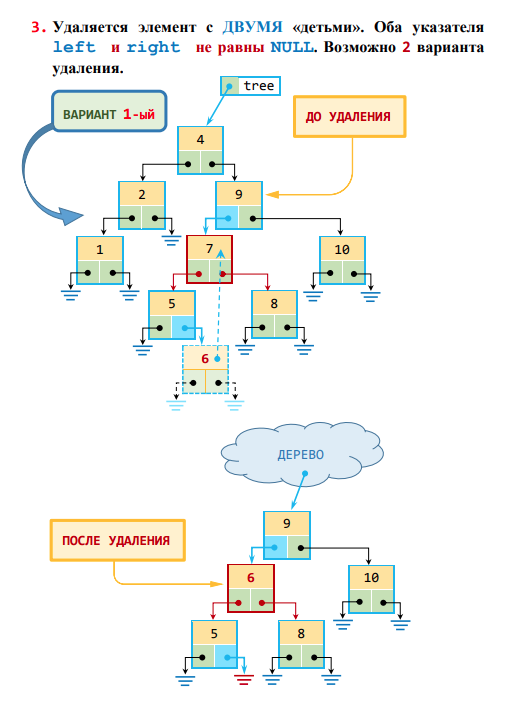 3. Удаляется элемент с ДВУМЯ «детьми». Оба указателя
left и right не равны NULL. Возможно 2 варианта
удаления.
tree
ВАРИАНТ 1-ый
ДО УДАЛЕНИЯ
4
2
9
1
7
10
5
8
6
ДЕРЕВО
9
ПОСЛЕ УДАЛЕНИЯ
6
10
5
8